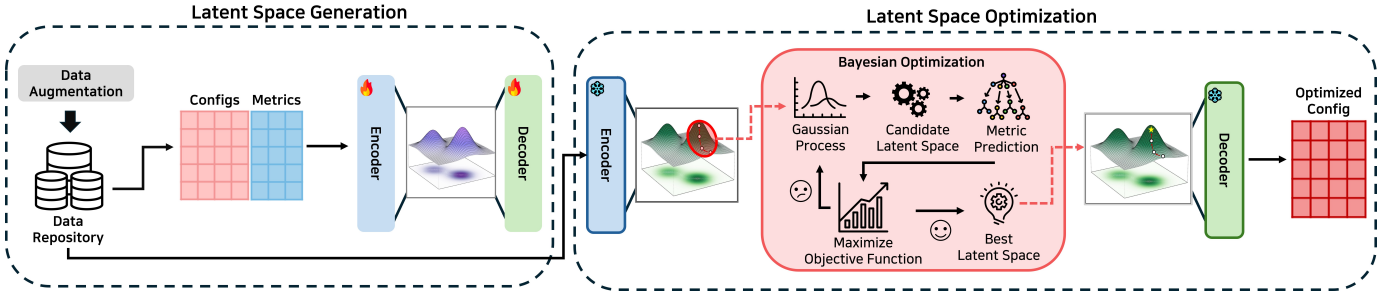 Latent Space Generation
Data
Augmentation
Configs
Metrics
Encoder
Decoder
Data
Repository
Latent Space Optimization
Encoder
Bayesian Optimization
Gaussian
Process
Candidate
Latent Space
Metric
Prediction
Maximize
Objective Function
Best
Latent Space
Decoder
Optimized
Config